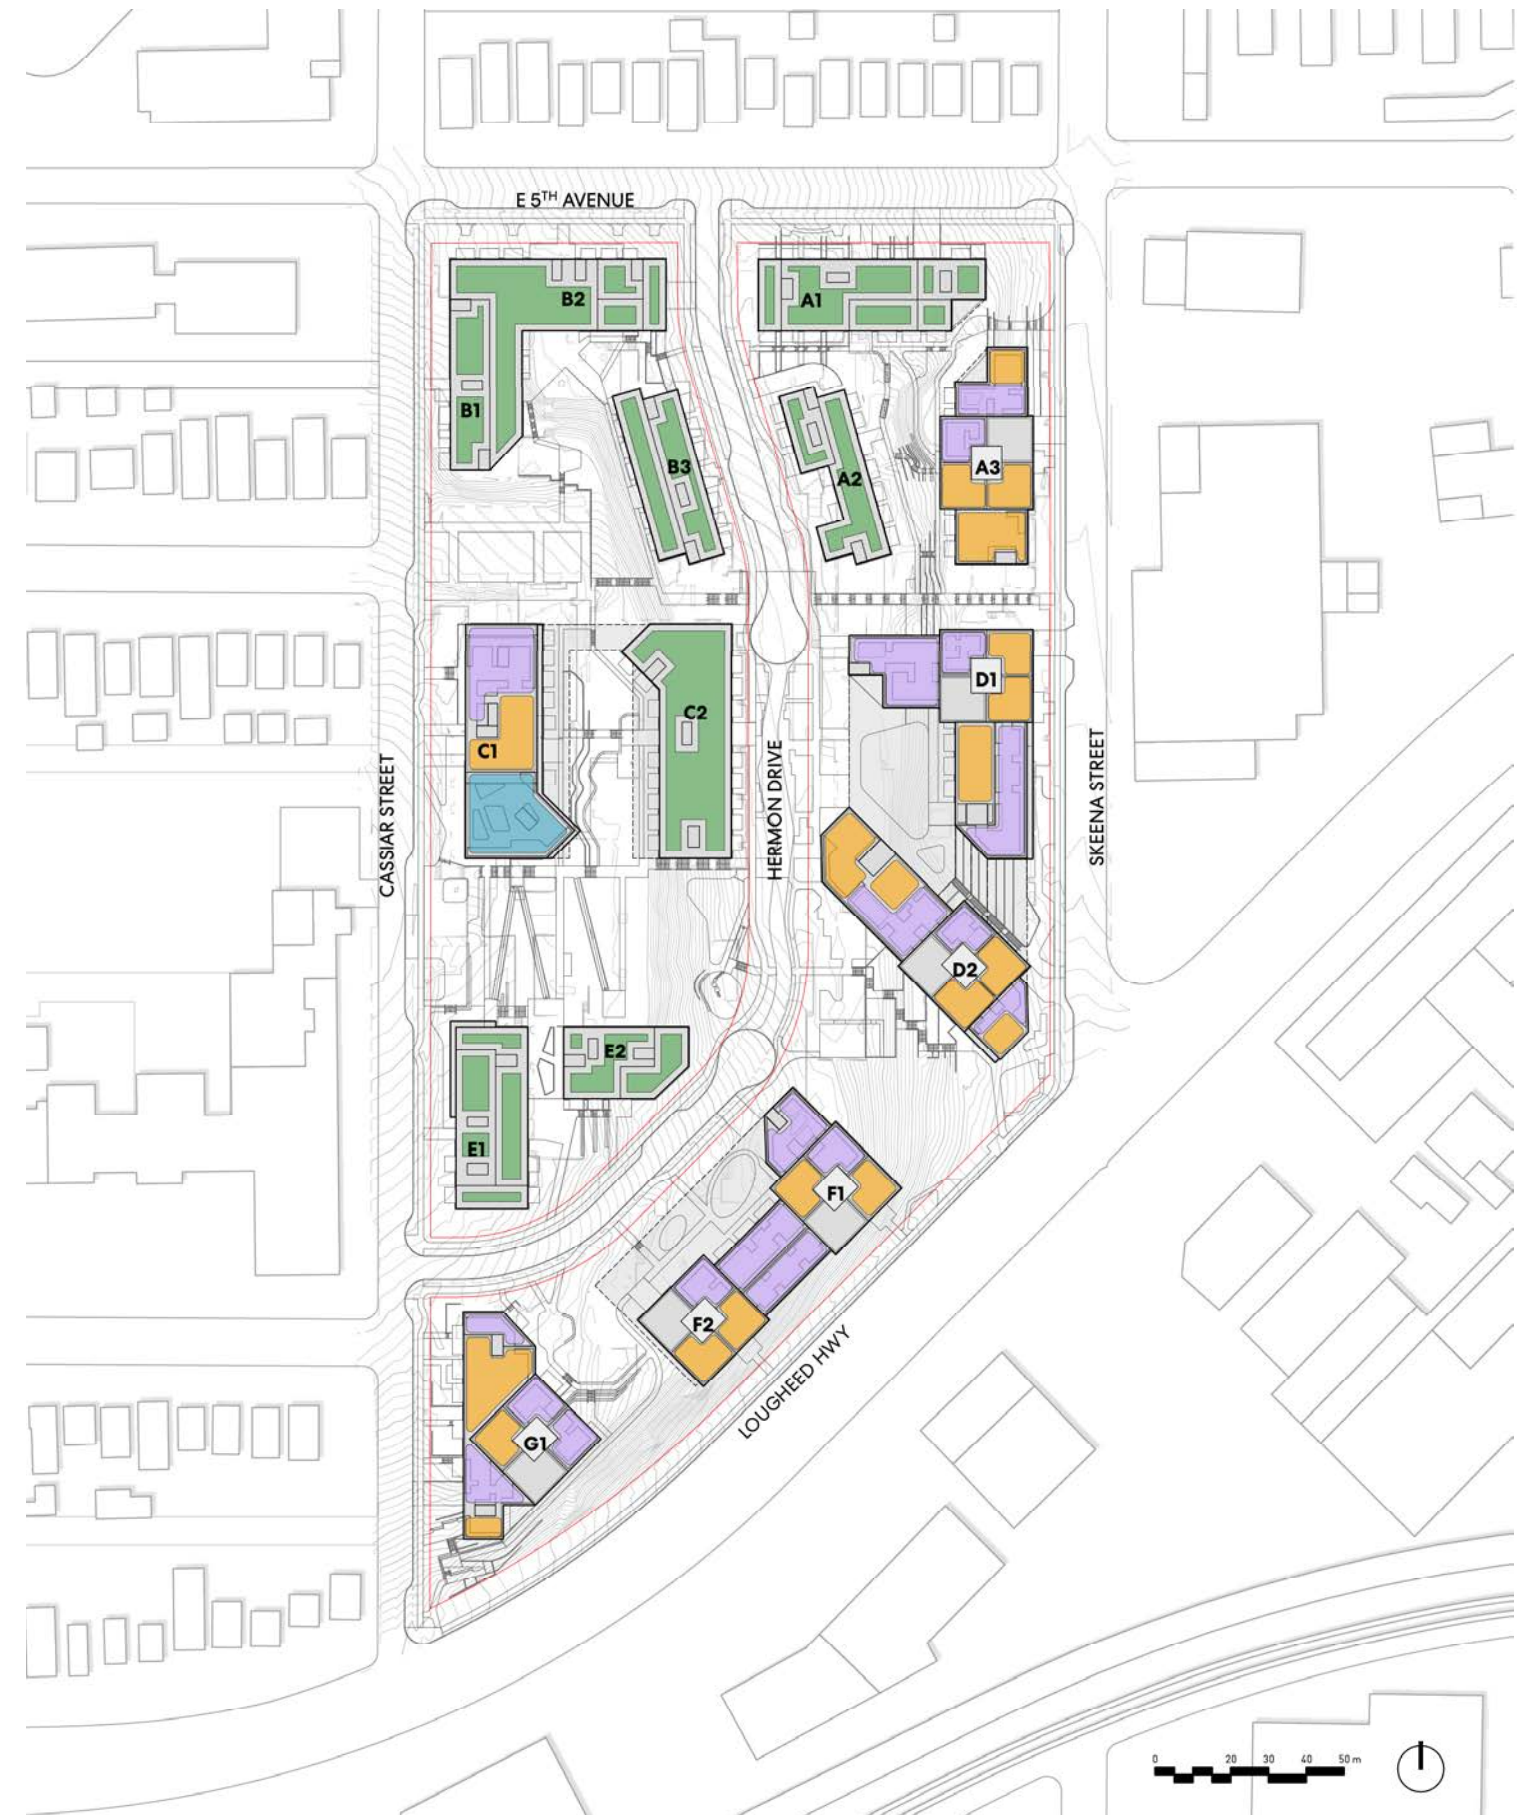 E 5TH AVENUE
B2
A1
B1
B3
A2
A3
C2
D1
C1
CASSIAR STREET
HERMON DRIVE
SKEENA STREET
D2
E2
E1
F1
F2
G1
LOUGHEED HWY
0 20 30 40 50 m